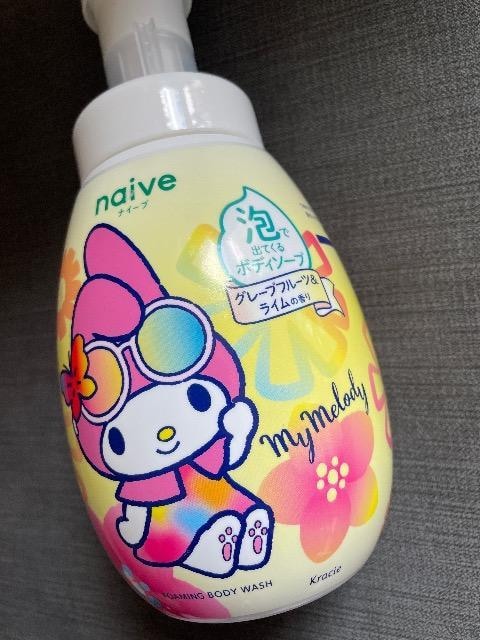 naive
ナイーブ
泡で
出てくる
ボディソープ
グレープフルーツ&
ライムの香り
My Melody
FOAMING BODY WASH
Kracie